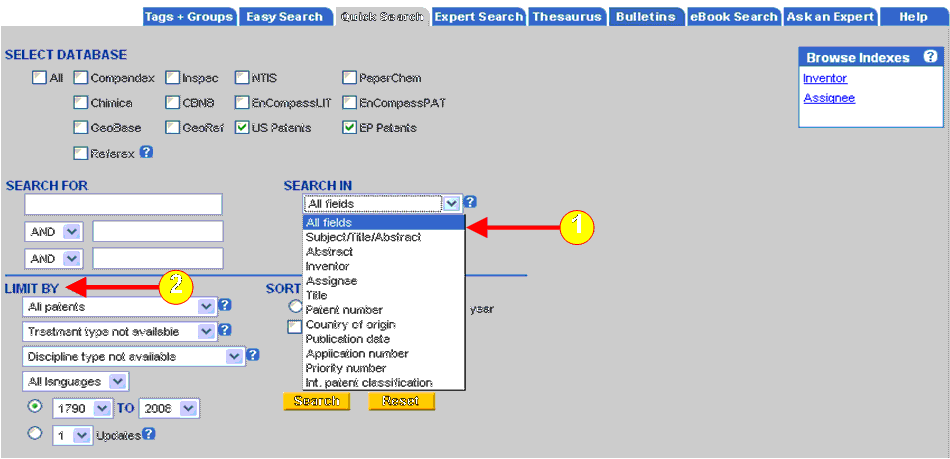 Tags + Groups Easy Search Quick Search Expert Search Thesaurus Bulletins eBook Search Ask an Expert Help
SELECT DATABASE
All Compendex Inspec NTIS PaperChem
Chimica CBNB EnCompassLIT EnCompassPAT
GeoBase GeoRef US Patents EP Patents
Referex ?
Browse Indexes ?
Inventor
Assignee
SEARCH FOR
AND
AND
SEARCH IN
All fields ?
All fields
Subject/Title/Abstract
Abstract
Inventor
Assignee
Title
Patent number
Country of origin
Publication date
Application number
Priority number
Int. patent classification
1
LIMIT BY
2
All patents ?
Treatment type not available ?
Discipline type not available ?
All languages
1790 TO 2008
1 Updates ?
SORT
year
Search Reset